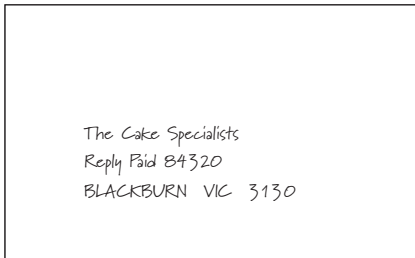 The Cake Specialists
Reply Paid 84320
BLACKBURN VIC 3130